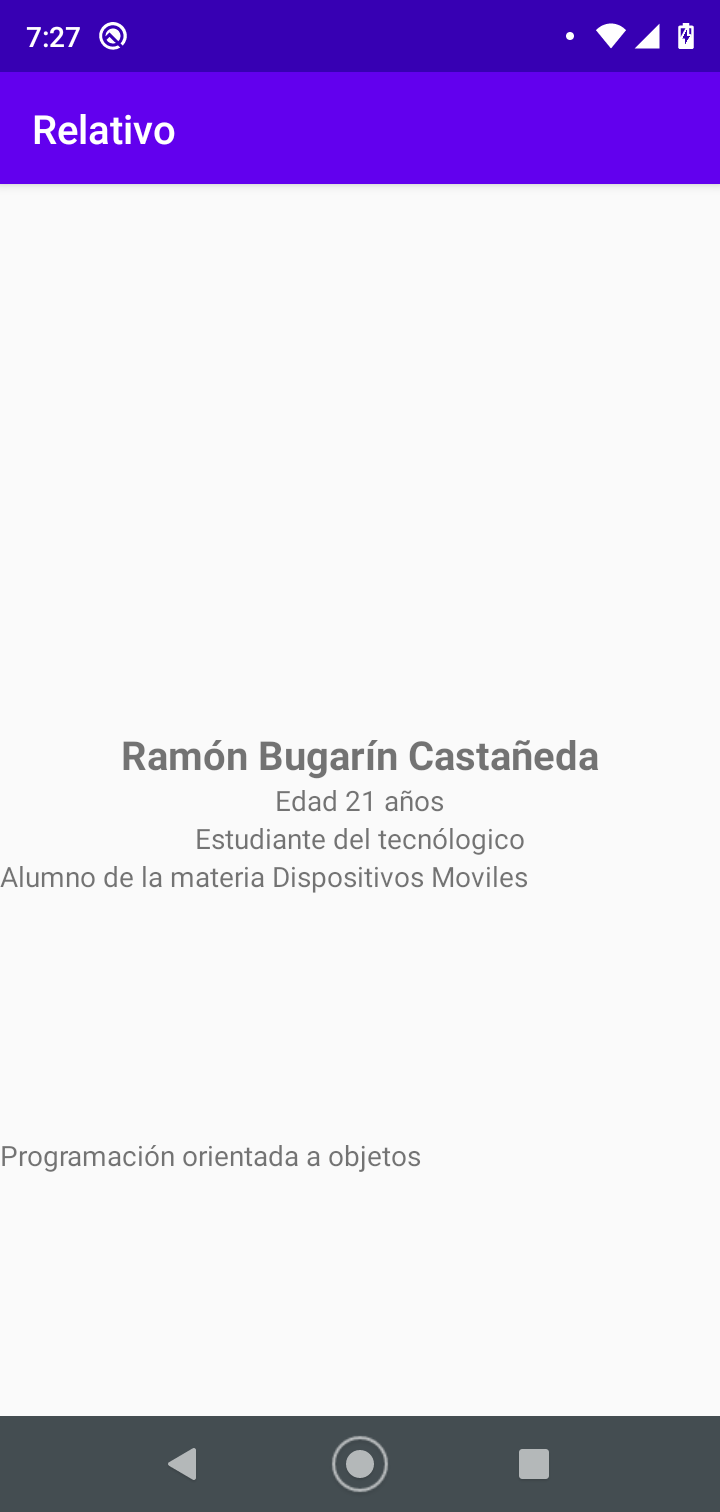 7:27
Relativo
Ramón Bugarín Castañeda
Edad 21 años
Estudiante del tecnólogico
Alumno de la materia Dispositivos Moviles
Programación orientada a objetos